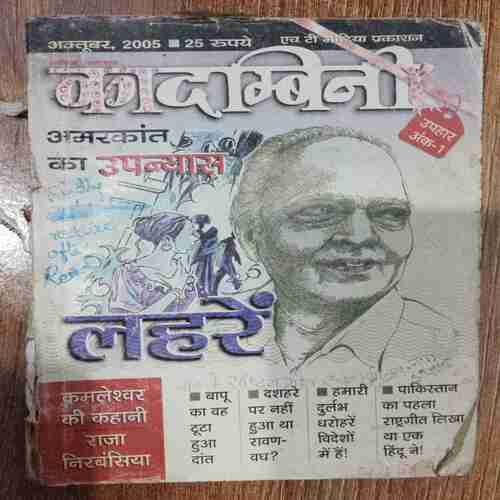 अक्तूबर, 2005 ■ 25 रुपये एच टी मीडिया प्रकाशन
कादम्बिनी
उपहार
अंक-1
अमरकांत
का उपन्यास
लहरें
कमलेश्वर
की कहानी
राजा
निरबंसिया
■ बापू
का वह
टूटा
हुआ
दांत
■ दशहरे
पर नहीं
हुआ था
रावण-
वध?
■ हमारी
दुर्लभ
धरोहरें
विदेशों
में हैं!
■ पाकिस्तान
का पहला
राष्ट्रगीत लिखा
था एक
हिंदू ने!